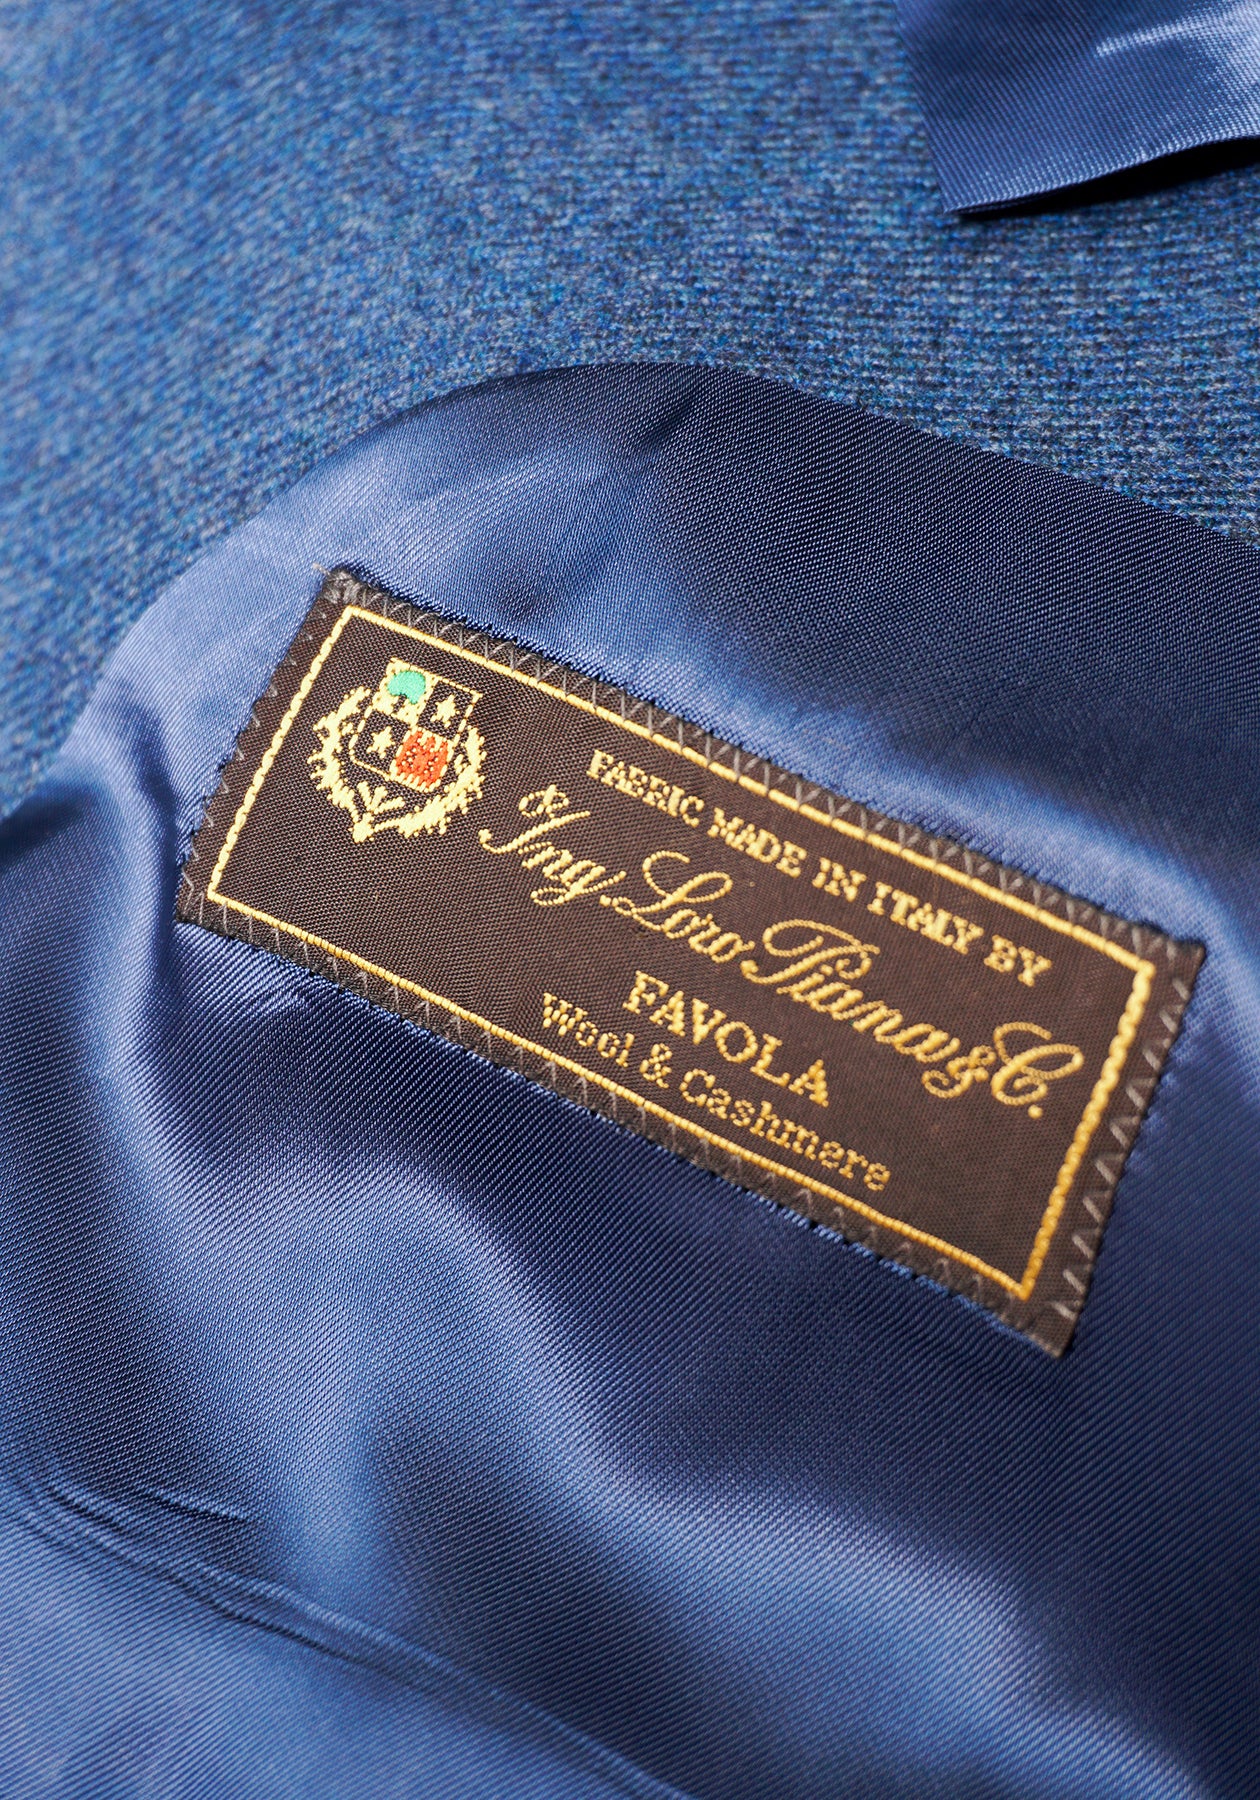 FABRIC MADE IN ITALY BY
Ing. Loro Piana & C.
FAVOLA
Wool & Cashmere